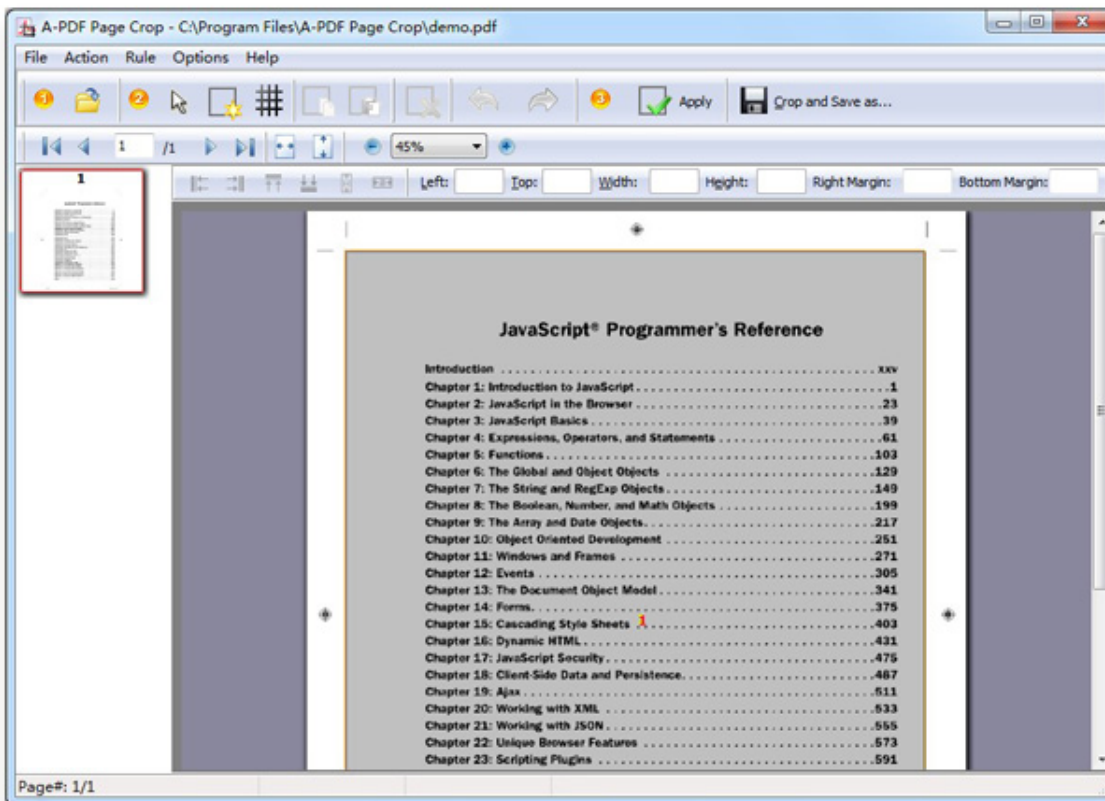 A-PDF Page Crop - C:\Program Files\A-PDF Page Crop\demo.pdf
File Action Rule Options Help
1 2 3 Apply Crop and Save as...
1 /1 45%
1
Left: Top: Width: Height: Right Margin: Bottom Margin:
JavaScript® Programmer's Reference
Introduction . . . . . . . . . . . . . . . . . . . . xxv
Chapter 1: Introduction to JavaScript . . . . . . . . . . . . . . . . . . . . 1
Chapter 2: JavaScript in the Browser . . . . . . . . . . . . . . . . . . . . 23
Chapter 3: JavaScript Basics . . . . . . . . . . . . . . . . . . . . 39
Chapter 4: Expressions, Operators, and Statements . . . . . . . . . . . . . . . . . . . . 61
Chapter 5: Functions . . . . . . . . . . . . . . . . . . . . 103
Chapter 6: The Global and Object Objects . . . . . . . . . . . . . . . . . . . . 129
Chapter 7: The String and RegExp Objects . . . . . . . . . . . . . . . . . . . . 149
Chapter 8: The Boolean, Number, and Math Objects . . . . . . . . . . . . . . . . . . . . 199
Chapter 9: The Array and Date Objects. . . . . . . . . . . . . . . . . . . . 217
Chapter 10: Object Oriented Development . . . . . . . . . . . . . . . . . . . . 251
Chapter 11: Windows and Frames . . . . . . . . . . . . . . . . . . . . 271
Chapter 12: Events . . . . . . . . . . . . . . . . . . . . 305
Chapter 13: The Document Object Model . . . . . . . . . . . . . . . . . . . . 341
Chapter 14: Forms. . . . . . . . . . . . . . . . . . . . 375
Chapter 15: Cascading Style Sheets 1 . . . . . . . . . . . . . . . . . . . . 403
Chapter 16: Dynamic HTML . . . . . . . . . . . . . . . . . . . . 431
Chapter 17: JavaScript Security . . . . . . . . . . . . . . . . . . . . 475
Chapter 18: Client-Side Data and Persistence. . . . . . . . . . . . . . . . . . . . 487
Chapter 19: Ajax . . . . . . . . . . . . . . . . . . . . 511
Chapter 20: Working with XML . . . . . . . . . . . . . . . . . . . . 533
Chapter 21: Working with JSON . . . . . . . . . . . . . . . . . . . . 555
Chapter 22: Unique Browser Features . . . . . . . . . . . . . . . . . . . . 573
Chapter 23: Scripting Plugins . . . . . . . . . . . . . . . . . . . . 591
Page#: 1/1